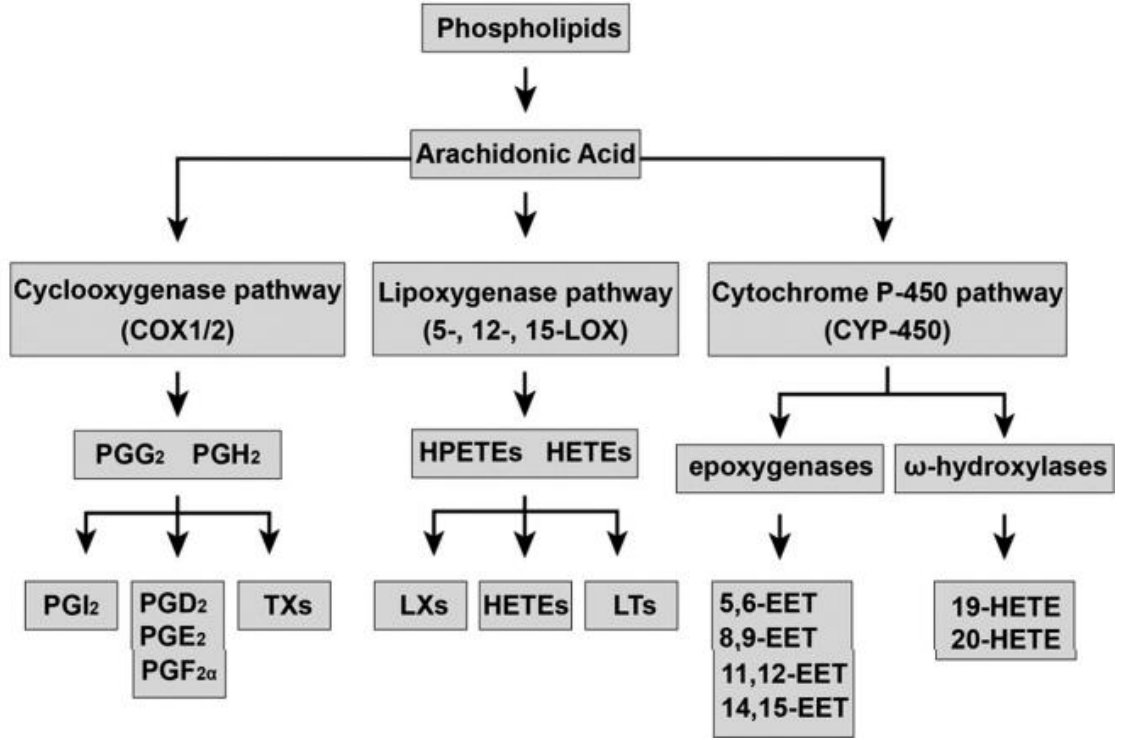 Phospholipids
Arachidonic Acid
Cyclooxygenase pathway
(COX1/2)
Lipoxygenase pathway
(5-, 12-, 15-LOX)
Cytochrome P-450 pathway
(CYP-450)
PGG₂ PGH₂
HPETEs HETEs
epoxygenases
ω-hydroxylases
PGI₂
PGD₂
PGE₂
PGF₂α
TXs
LXs
HETEs
LTs
5,6-EET
8,9-EET
11,12-EET
14,15-EET
19-HETE
20-HETE